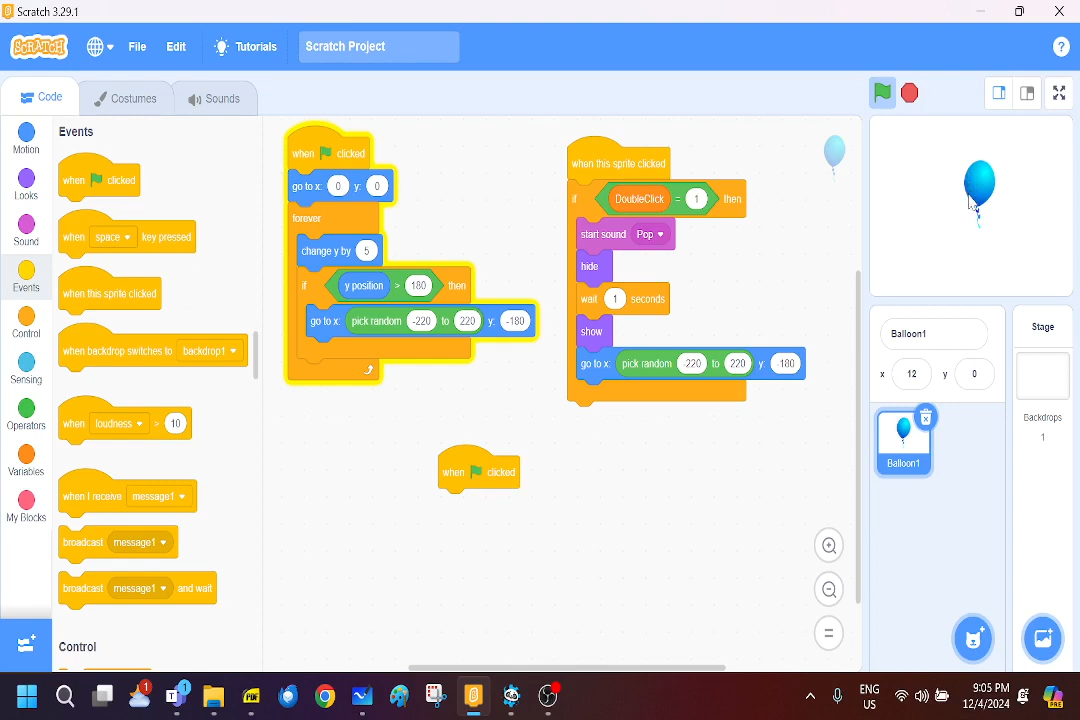 Scratch 3.29.1
SCRATCH
File
Edit
Tutorials
Scratch Project
?
Code
Costumes
Sounds
Motion
Looks
Sound
Events
Control
Sensing
Operators
Variables
My Blocks
Events
when clicked
when space key pressed
when this sprite clicked
when backdrop switches to backdrop1
when loudness > 10
when I receive message1
broadcast message1
broadcast message1 and wait
Control
when clicked
go to x: 0 y: 0
forever
change y by 5
if y position > 180 then
go to x: pick random -220 to 220 y: -180
when this sprite clicked
if DoubleClick = 1 then
start sound Pop
hide
wait 1 seconds
show
go to x: pick random -220 to 220 y: -180
when clicked
Balloon1
x 12 y 0
Balloon1
Stage
Backdrops
1
1
1
PDF
ENG
US
9:05 PM
12/4/2024
PRE